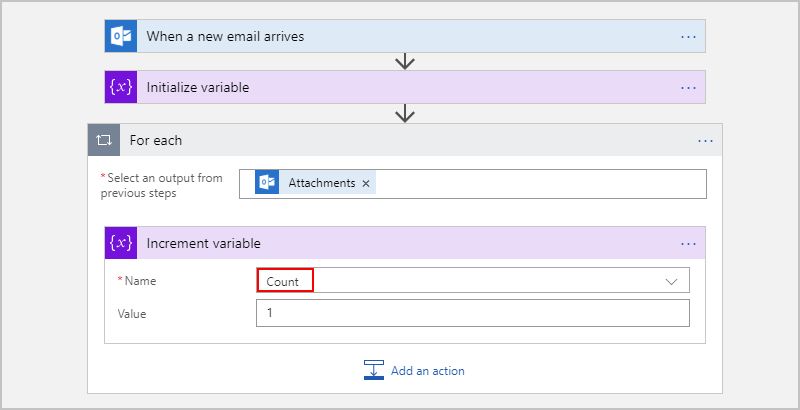 When a new email arrives ...
{x} Initialize variable ...
For each ...
*Select an output from
previous steps
Attachments ×
{x} Increment variable ...
*Name
Count
Value
1
Add an action